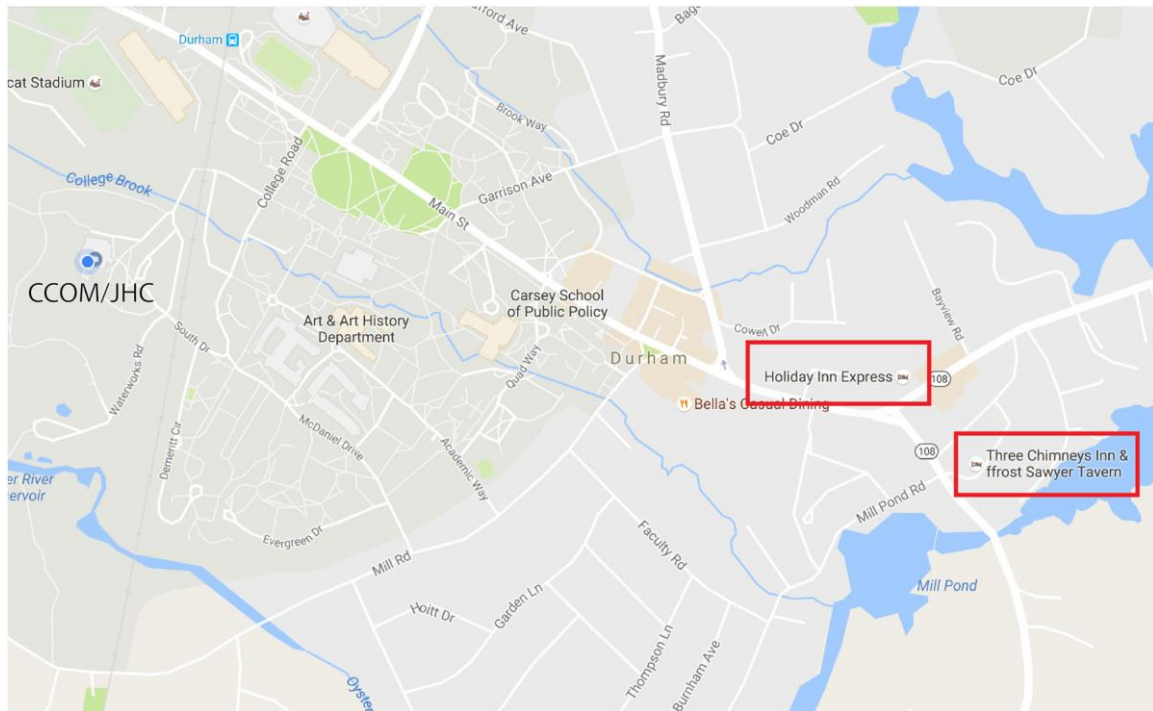 Durham
cat Stadium
Madbury Rd
Coe Dr
Coe Dr
Brook Way
College Road
College Brook
Garrison Ave
Main St
Woodman Rd
CCOM/JHC
Carsey School
of Public Policy
Art & Art History
Department
South Dr
Waterworks Rd
Quad Way
Durham
Cowell Dr
Bayview Rd
Holiday Inn Express
108
Bella's Casual Dining
McDaniel Drive
Demeritt Cir
Academic Way
108
Three Chimneys Inn &
ffrost Sawyer Tavern
Mill Pond Rd
er River
ervoir
Evergreen Dr
Mill Rd
Faculty Rd
Mill Pond
Hoitt Dr
Garden Ln
Thompson Ln
Burnham Ave
Oyste